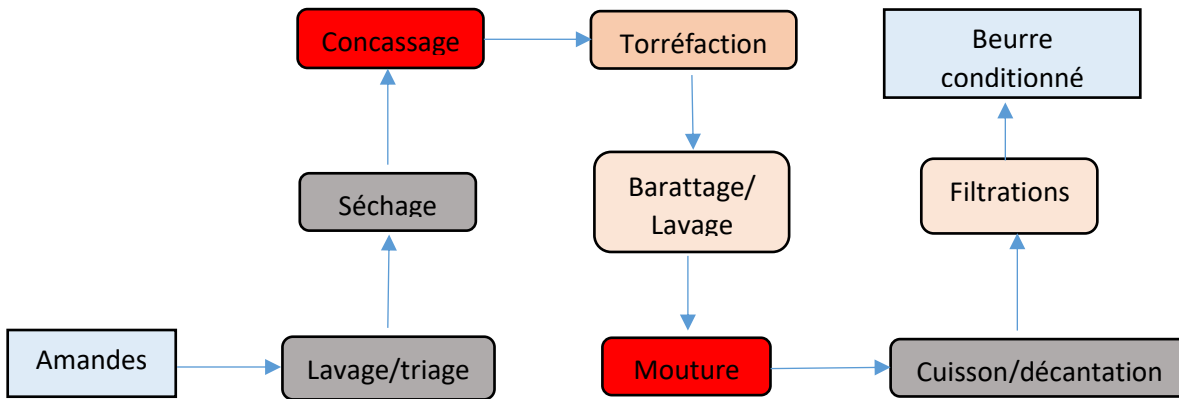 Concassage
Torréfaction
Beurre
conditionné
Séchage
Barattage/
Lavage
Filtrations
Amandes
Lavage/triage
Mouture
Cuisson/décantation